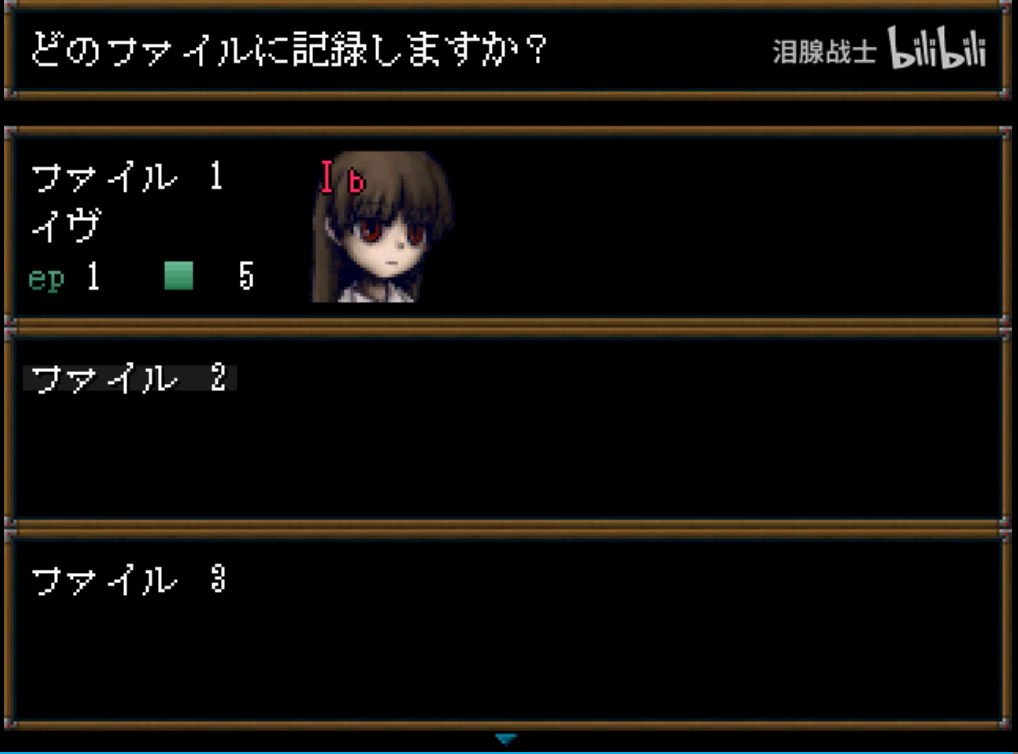 どのファイルに記録しますか？
泪腺战士 bilibili
ファイル 1
Ib
イヴ
ep 1 5
ファイル 2
ファイル 3